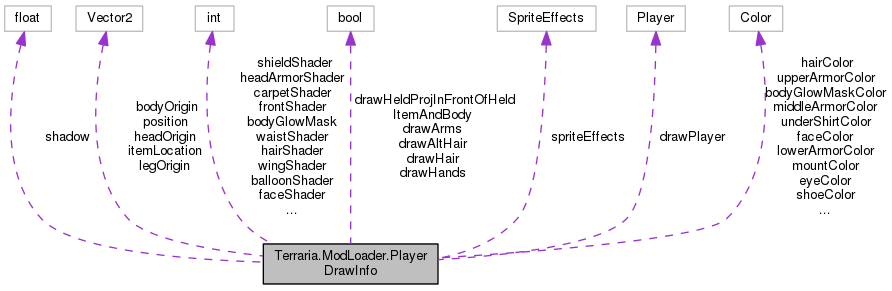 float
Vector2
int
bool
SpriteEffects
Player
Color
shadow
bodyOrigin
position
headOrigin
itemLocation
legOrigin
shieldShader
headArmorShader
carpetShader
frontShader
bodyGlowMask
waistShader
hairShader
wingShader
balloonShader
faceShader
...
drawHeldProjInFrontOfHeld
ItemAndBody
drawArms
drawAltHair
drawHair
drawHands
spriteEffects
drawPlayer
hairColor
upperArmorColor
bodyGlowMaskColor
middleArmorColor
underShirtColor
faceColor
lowerArmorColor
mountColor
eyeColor
shoeColor
...
Terraria.ModLoader.Player
DrawInfo